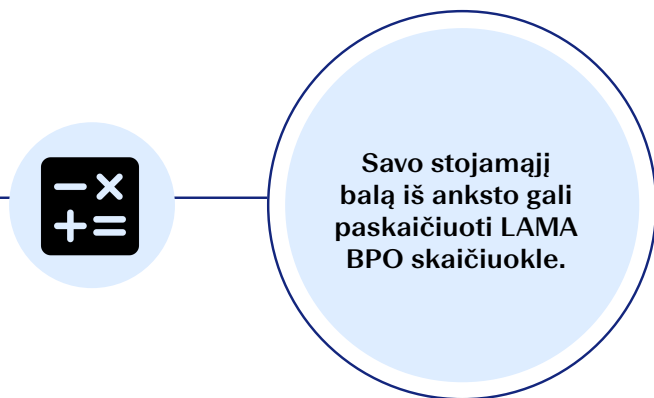 Savo stojamąjį
balą iš anksto gali
paskaičiuoti LAMA
BPO skaičiuokle.